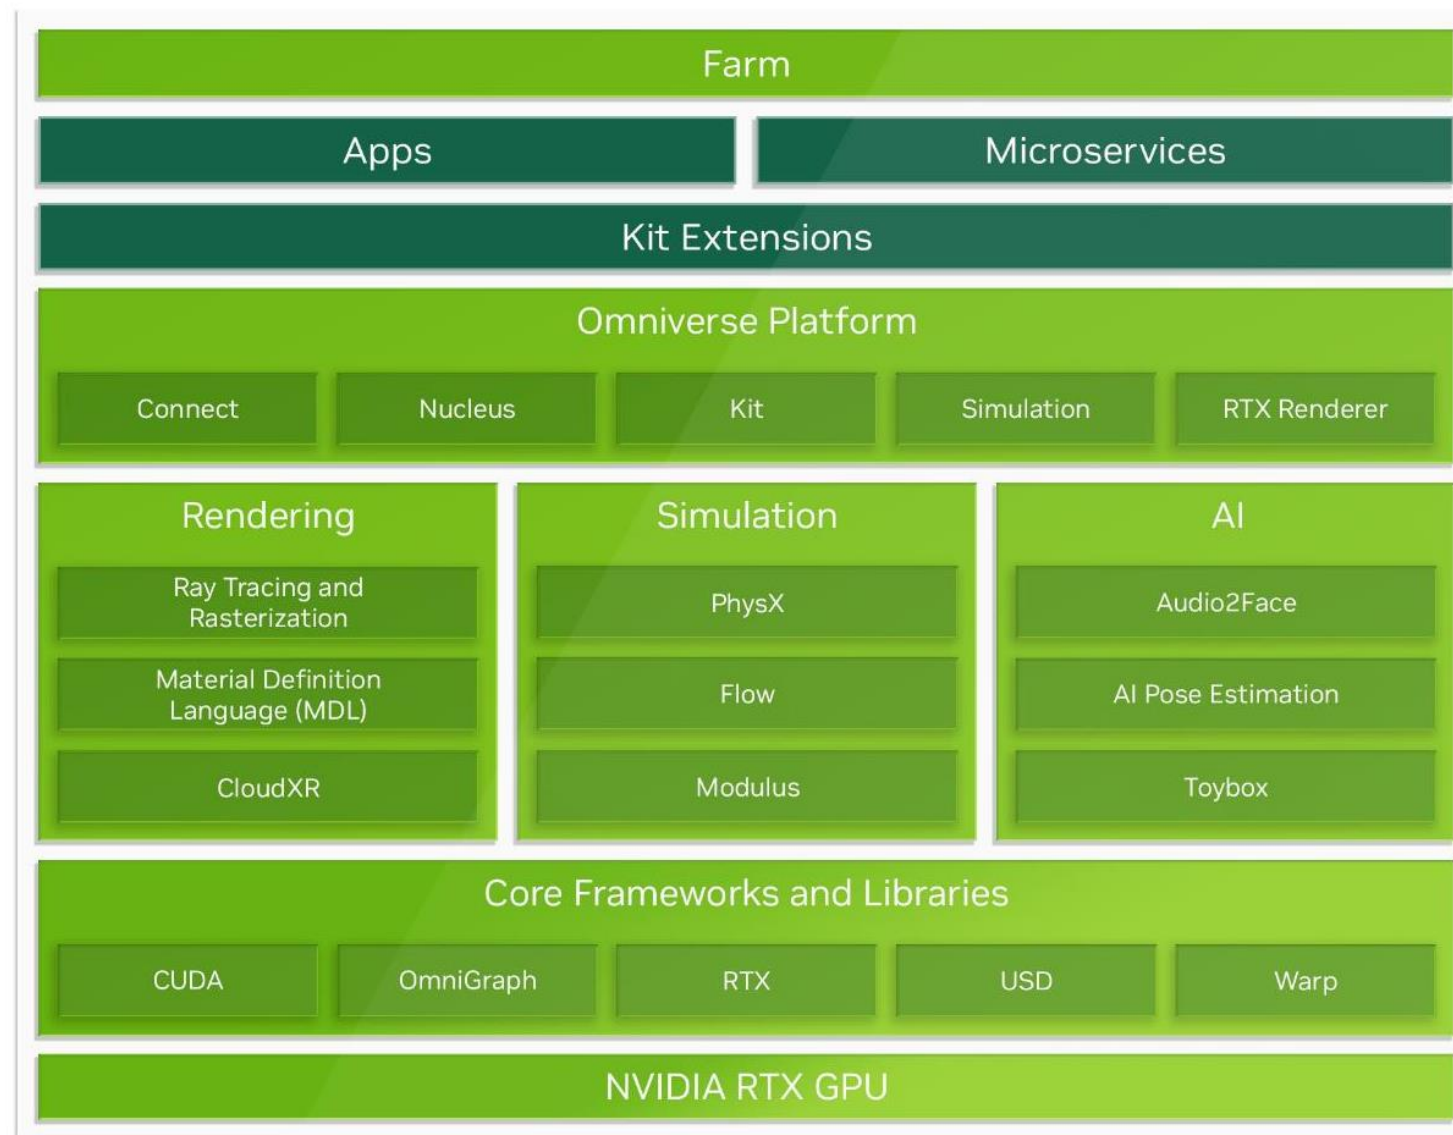 Farm
Apps
Microservices
Kit Extensions
Omniverse Platform
Connect
Nucleus
Kit
Simulation
RTX Renderer
Rendering
Ray Tracing and
Rasterization
Material Definition
Language (MDL)
CloudXR
Simulation
PhysX
Flow
Modulus
AI
Audio2Face
AI Pose Estimation
Toybox
Core Frameworks and Libraries
CUDA
OmniGraph
RTX
USD
Warp
NVIDIA RTX GPU